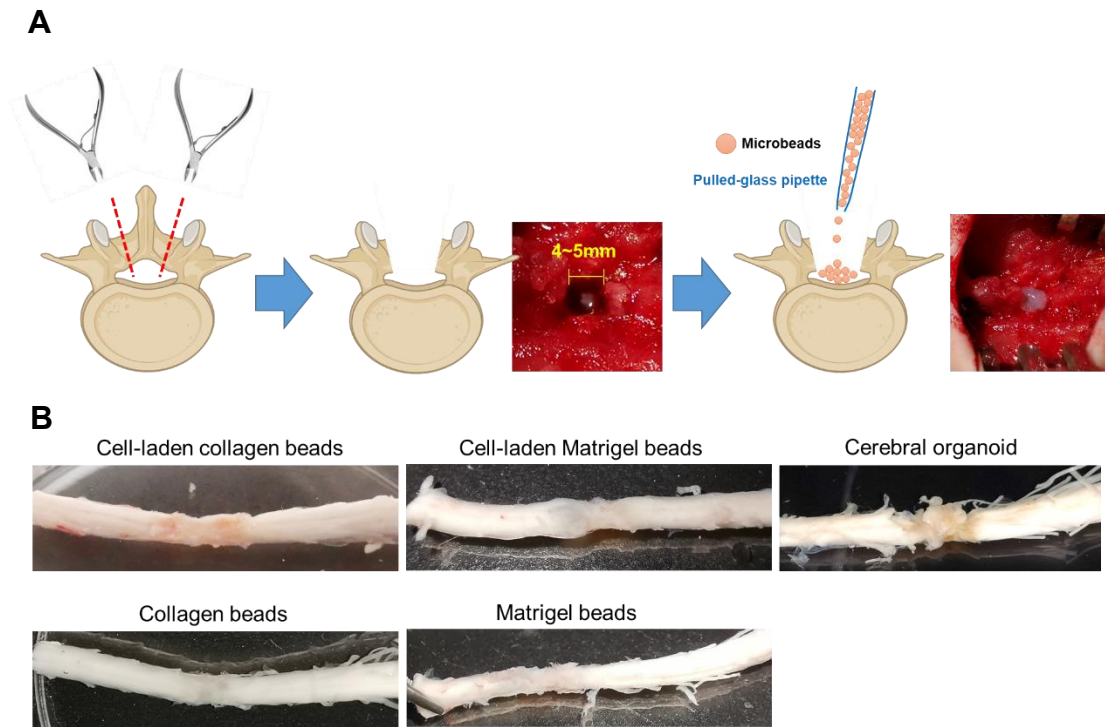 A
Microbeads
Pulled-glass pipette
4~5mm
B
Cell-laden collagen beads
Cell-laden Matrigel beads
Cerebral organoid
Collagen beads
Matrigel beads